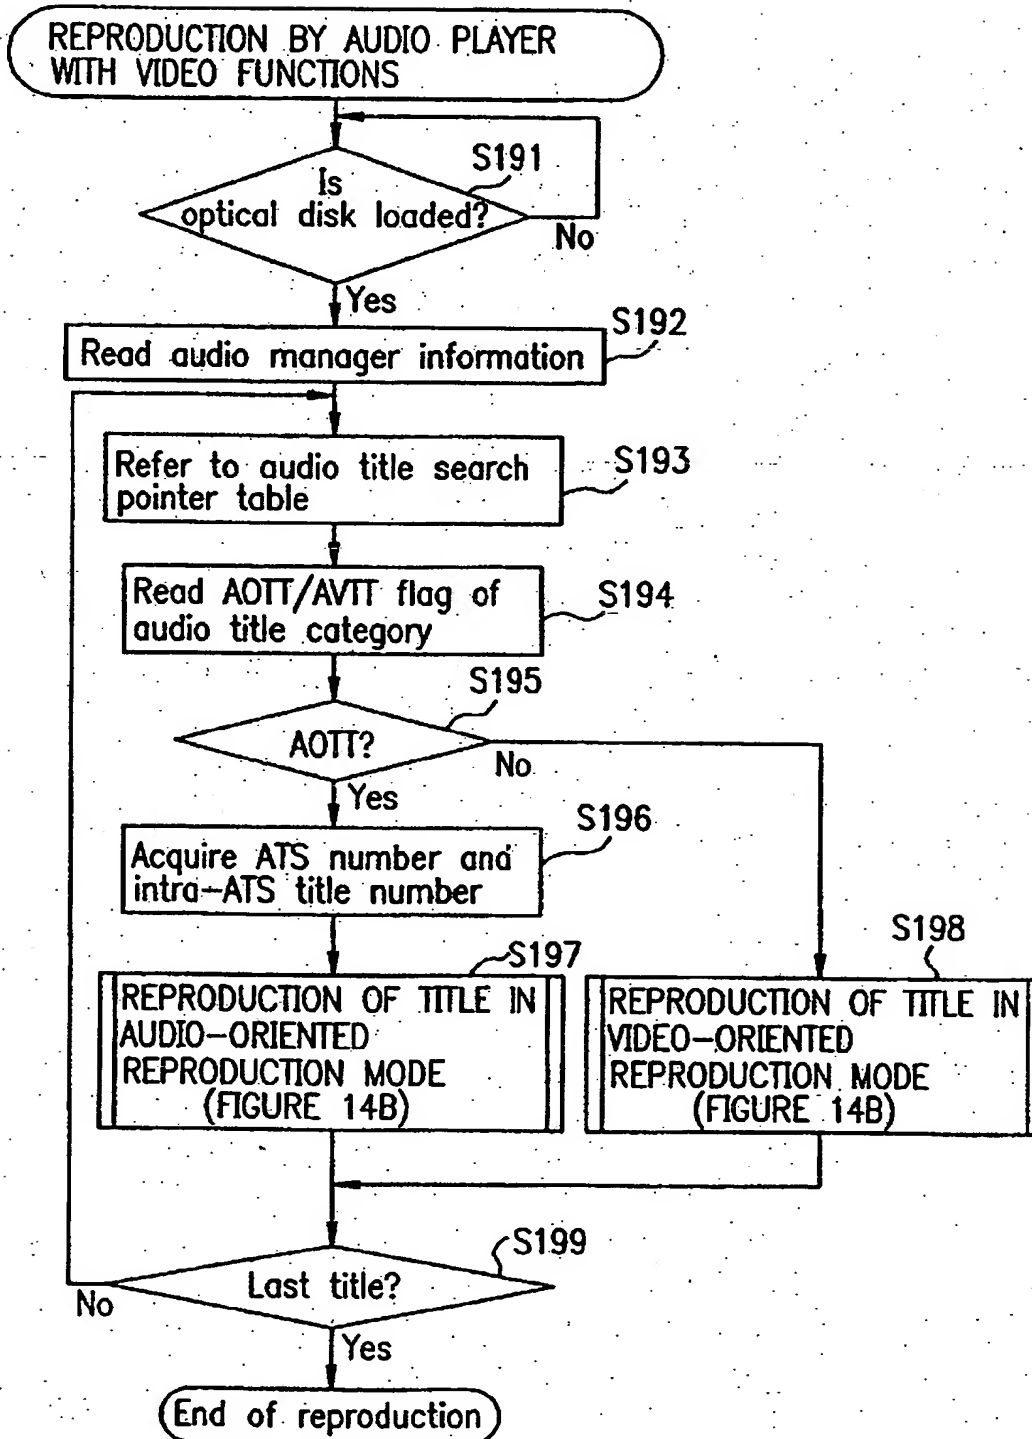 REPRODUCTION BY AUDIO PLAYER
WITH VIDEO FUNCTIONS
S191
Is
optical disk loaded?
No
Yes
S192
Read audio manager information
Refer to audio title search
pointer table
S193
Read AOTT/AVTT flag of
audio title category
S194
S195
AOTT?
No
Yes
S196
Acquire ATS number and
intra-ATS title number
S197
S198
REPRODUCTION OF TITLE IN
AUDIO-ORIENTED
REPRODUCTION MODE
(FIGURE 14B)
REPRODUCTION OF TITLE IN
VIDEO-ORIENTED
REPRODUCTION MODE
(FIGURE 14B)
S199
Last title?
No
Yes
End of reproduction